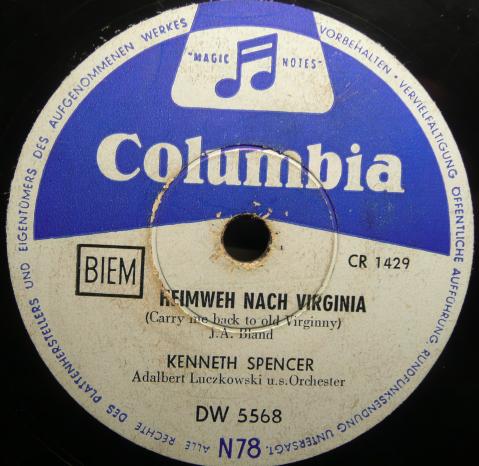 "MAGIC NOTES"
Columbia
BIEM
CR 1429
HEIMWEH NACH VIRGINIA
(Carry me back to old Virginny)
J.A. Bland
KENNETH SPENCER
Adalbert Luczkowski u.s.Orchester
DW 5568
N78
ALLE RECHTE DES PLATTENHERSTELLERS UND EIGENTÜMERS DES AUFGENOMMENEN WERKES VORBEHALTEN • VERVIELFÄLTIGUNG ÖFFENTLICHE AUFFÜHRUNG, RUNDFUNKSENDUNG UNTERSAGT.